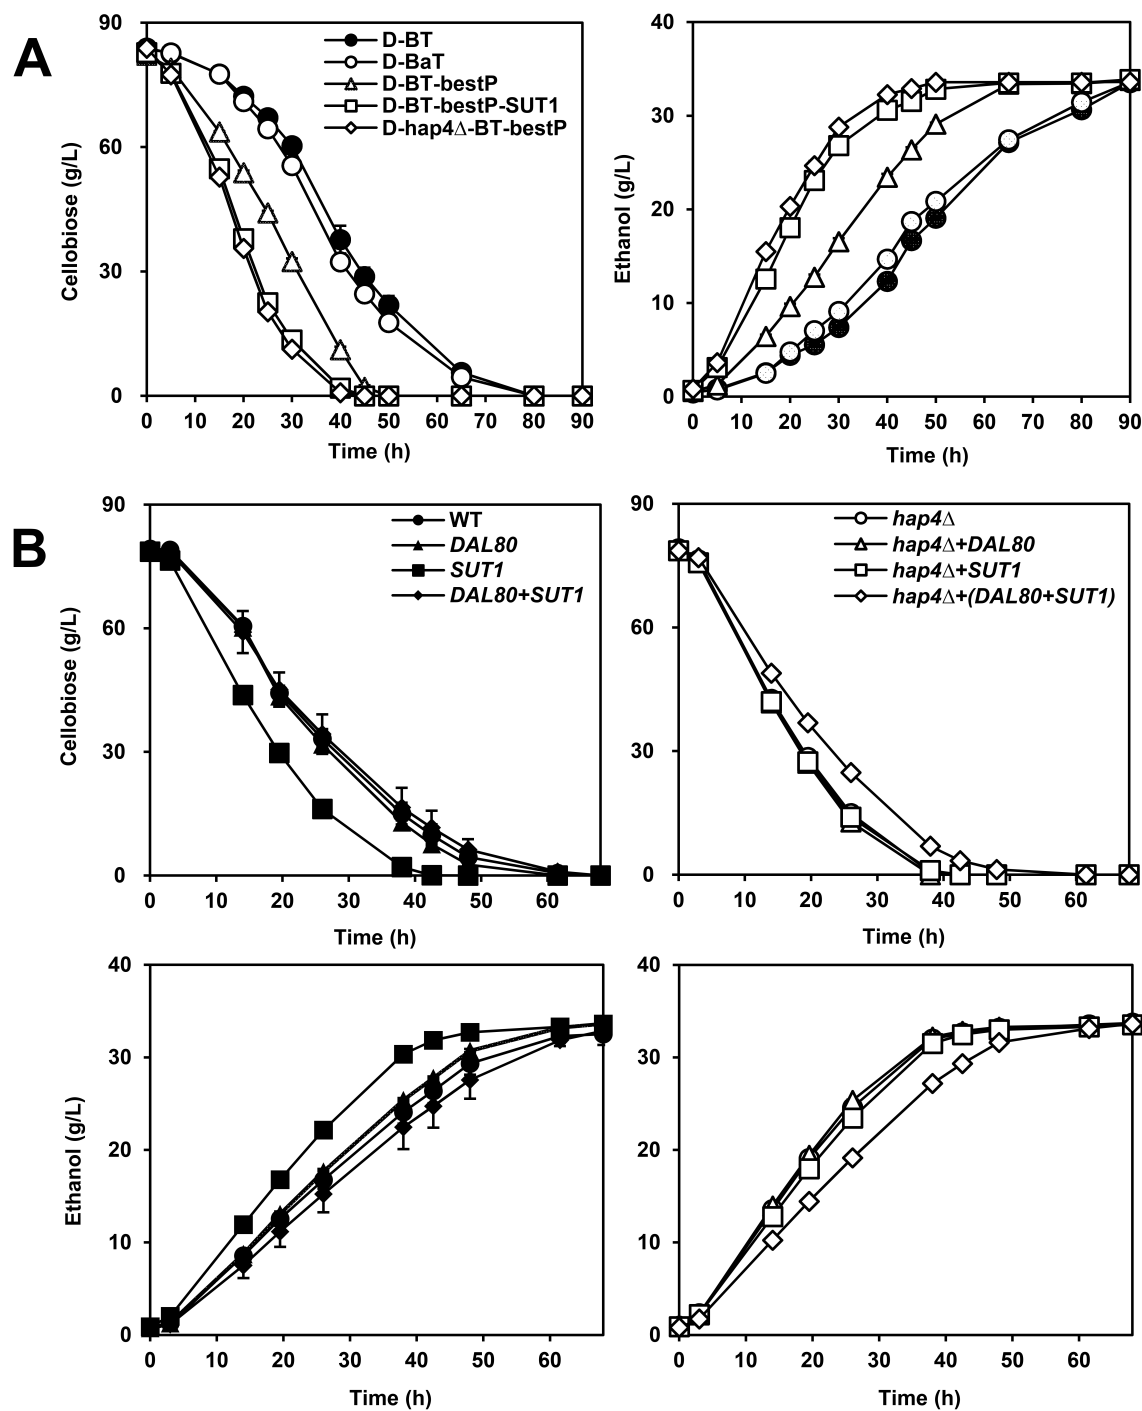 A
90
60
30
0
Cellobiose (g/L)
D-BT
D-BaT
D-BT-bestP
D-BT-bestP-SUT1
D-hap4Δ-BT-bestP
0 10 20 30 40 50 60 70 80 90
Time (h)
40
30
20
10
0
Ethanol (g/L)
0 10 20 30 40 50 60 70 80 90
Time (h)
B
90
60
30
0
Cellobiose (g/L)
WT
DAL80
SUT1
DAL80+SUT1
0 10 20 30 40 50 60
Time (h)
90
60
30
0
hap4Δ
hap4Δ+DAL80
hap4Δ+SUT1
hap4Δ+(DAL80+SUT1)
0 10 20 30 40 50 60
Time (h)
40
30
20
10
0
Ethanol (g/L)
0 10 20 30 40 50 60
Time (h)
40
30
20
10
0
0 10 20 30 40 50 60
Time (h)